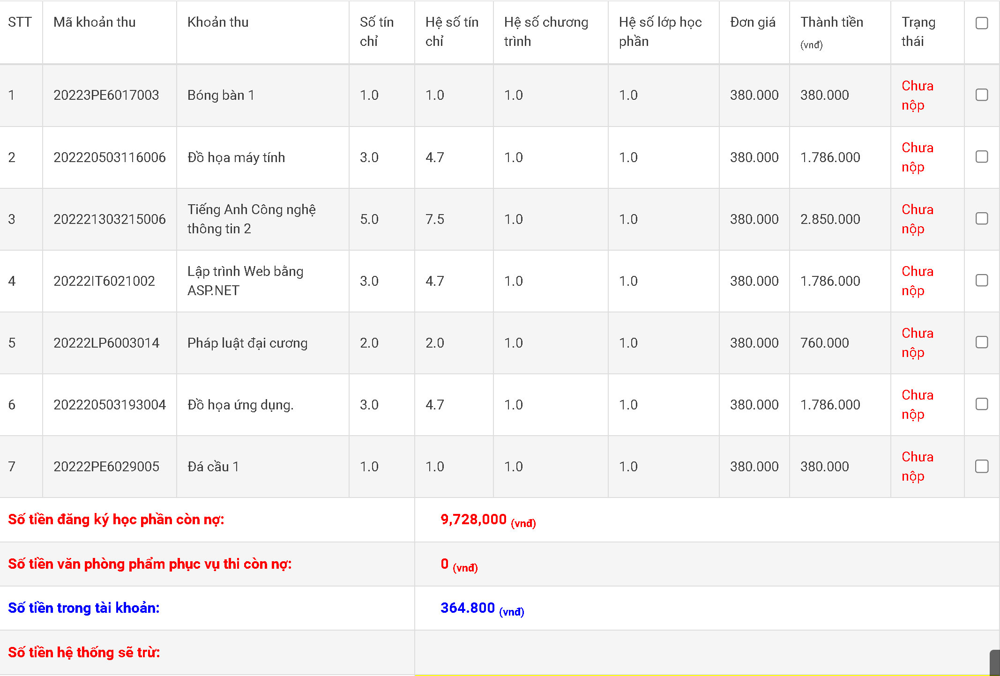 STT Mã khoản thu Khoản thu Số tín chỉ Hệ số tín chỉ Hệ số chương trình Hệ số lớp học phần Đơn giá Thành tiền (vnđ) Trạng thái
1 20223PE6017003 Bóng bàn 1 1.0 1.0 1.0 1.0 380.000 380.000 Chưa nộp
2 202220503116006 Đồ họa máy tính 3.0 4.7 1.0 1.0 380.000 1.786.000 Chưa nộp
3 202221303215006 Tiếng Anh Công nghệ thông tin 2 5.0 7.5 1.0 1.0 380.000 2.850.000 Chưa nộp
4 20222IT6021002 Lập trình Web bằng ASP.NET 3.0 4.7 1.0 1.0 380.000 1.786.000 Chưa nộp
5 20222LP6003014 Pháp luật đại cương 2.0 2.0 1.0 1.0 380.000 760.000 Chưa nộp
6 202220503193004 Đồ họa ứng dụng. 3.0 4.7 1.0 1.0 380.000 1.786.000 Chưa nộp
7 20222PE6029005 Đá cầu 1 1.0 1.0 1.0 1.0 380.000 380.000 Chưa nộp
Số tiền đăng ký học phần còn nợ: 9,728,000 (vnđ)
Số tiền văn phòng phẩm phục vụ thi còn nợ: 0 (vnđ)
Số tiền trong tài khoản: 364.800 (vnđ)
Số tiền hệ thống sẽ trừ: